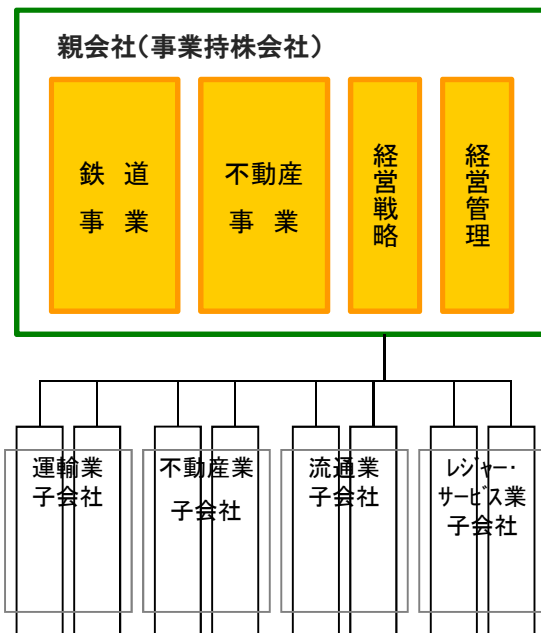 親会社（事業持株会社）
鉄 道
事 業
不動産
事 業
経営戦略
経営管理
運輸業
子会社
不動産業
子会社
流通業
子会社
レジャー・
サービス業
子会社